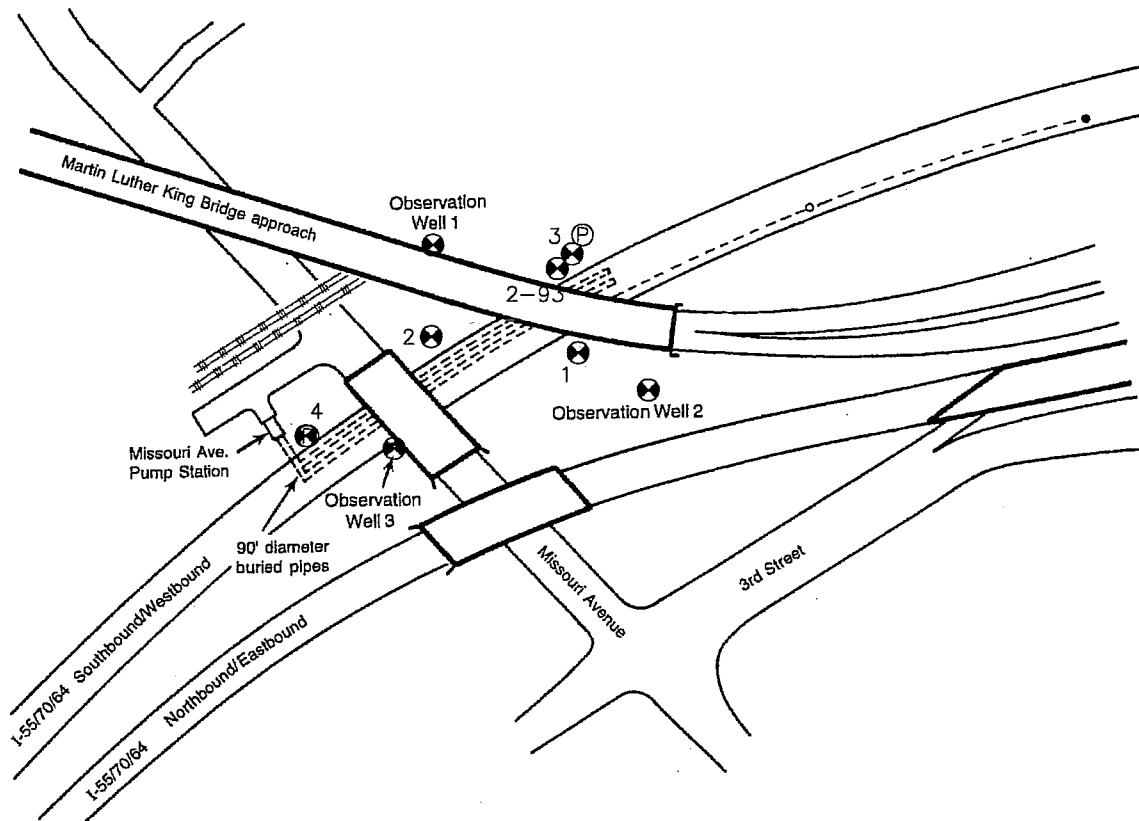 Martin Luther King Bridge approach
Observation
Well 1
3 P
2-93
2
1
Observation Well 2
4
Missouri Ave.
Pump Station
Observation
Well 3
90' diameter
buried pipes
Missouri Avenue
3rd Street
I-55/70/64 Southbound/Westbound
I-55/70/64 Northbound/Eastbound